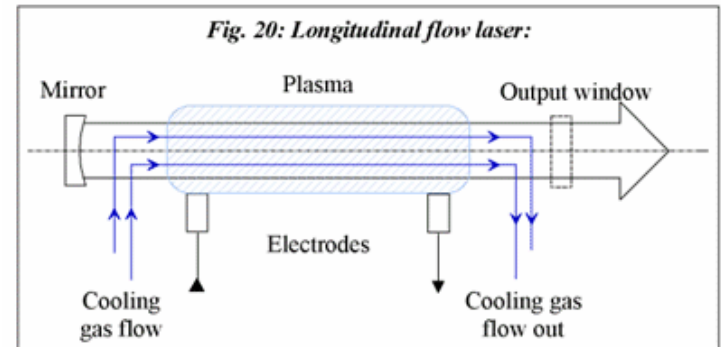 Fig. 20: Longitudinal flow laser:
Mirror
Plasma
Output window
Electrodes
Cooling
gas flow
Cooling gas
flow out